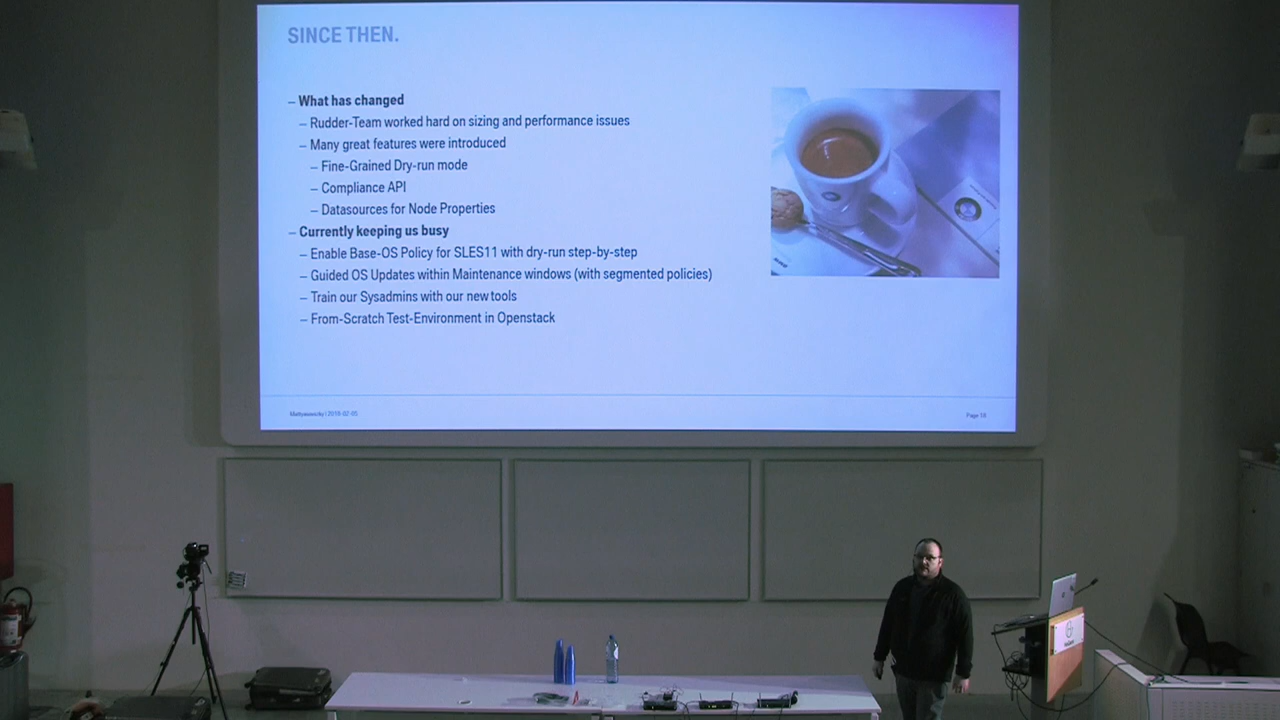 SINCE THEN.
– What has changed
– Rudder-Team worked hard on sizing and performance issues
– Many great features were introduced
– Fine-Grained Dry-run mode
– Compliance API
– Datasources for Node Properties
– Currently keeping us busy
– Enable Base-OS Policy for SLES11 with dry-run step-by-step
– Guided OS Updates within Maintenance windows (with segmented policies)
– Train our Sysadmins with our new tools
– From-Scratch Test-Environment in Openstack
Page 58